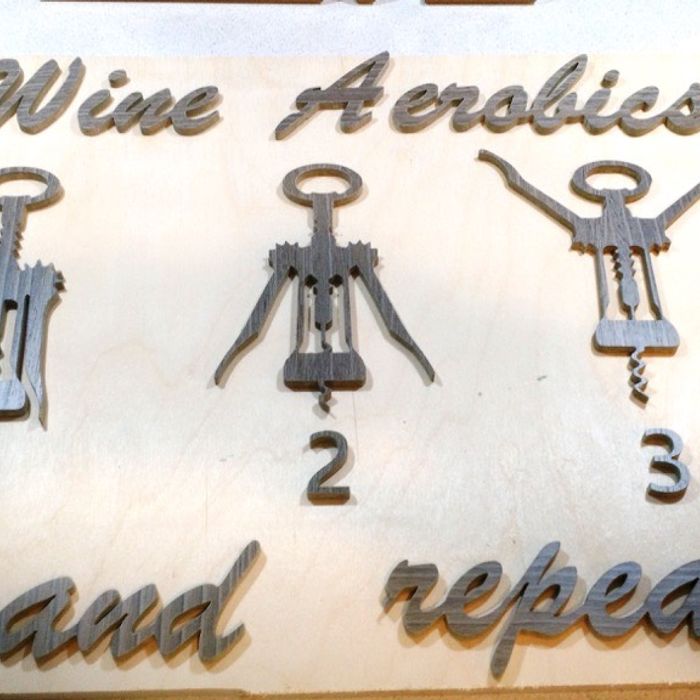 Wine Aerobics
2 3
and repea